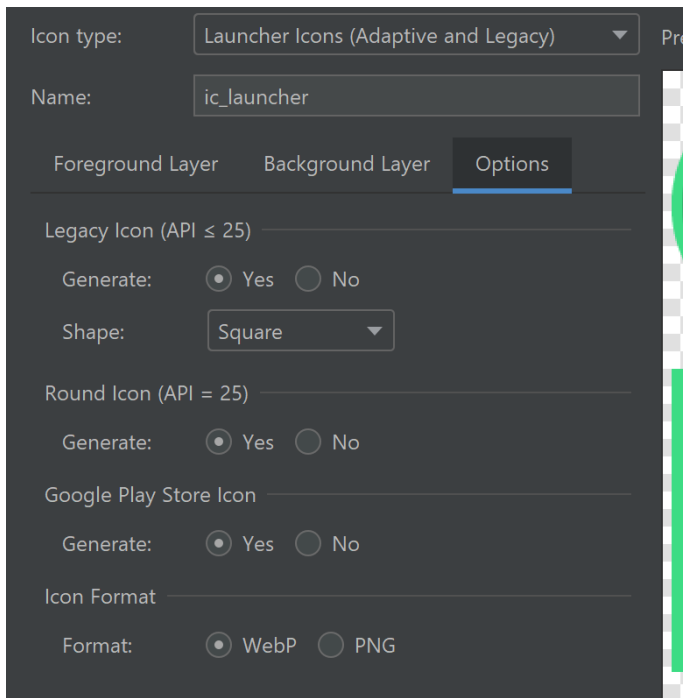 Icon type: Launcher Icons (Adaptive and Legacy)
Name: ic_launcher
Foreground Layer Background Layer Options
Legacy Icon (API ≤ 25)
Generate: Yes No
Shape: Square
Round Icon (API = 25)
Generate: Yes No
Google Play Store Icon
Generate: Yes No
Icon Format
Format: WebP PNG